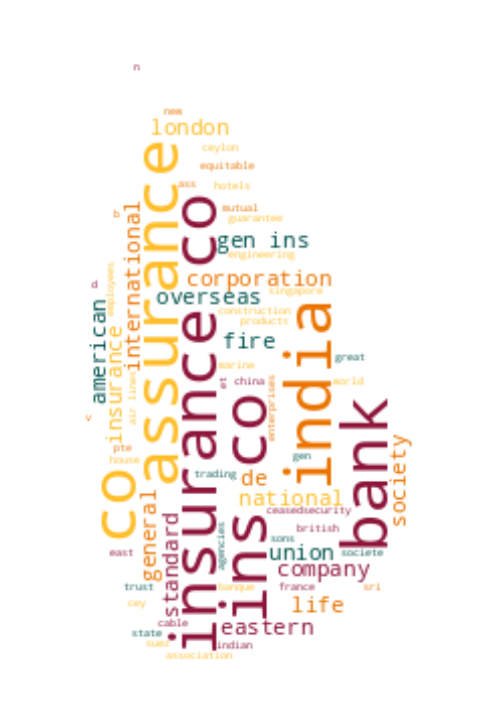 n
new
london
ceylon
equitable
ass
hotels
mutual
b
guarantee
gen ins
engineering
assurance
insurance co
international
d
employees
corporation
overseas
singapore
american
construction
products
fire
india
great
insurance
marine
air lines
et
china
world
enterprises
ins co
bank
c
society
pte
house
gen
trading
de
co
national
general
ceasedsecurity
standard
british
agencies
sons
union
societe
east
company
trust
banque
france
sri
cey
life
cable
eastern
state
suez
indian
association